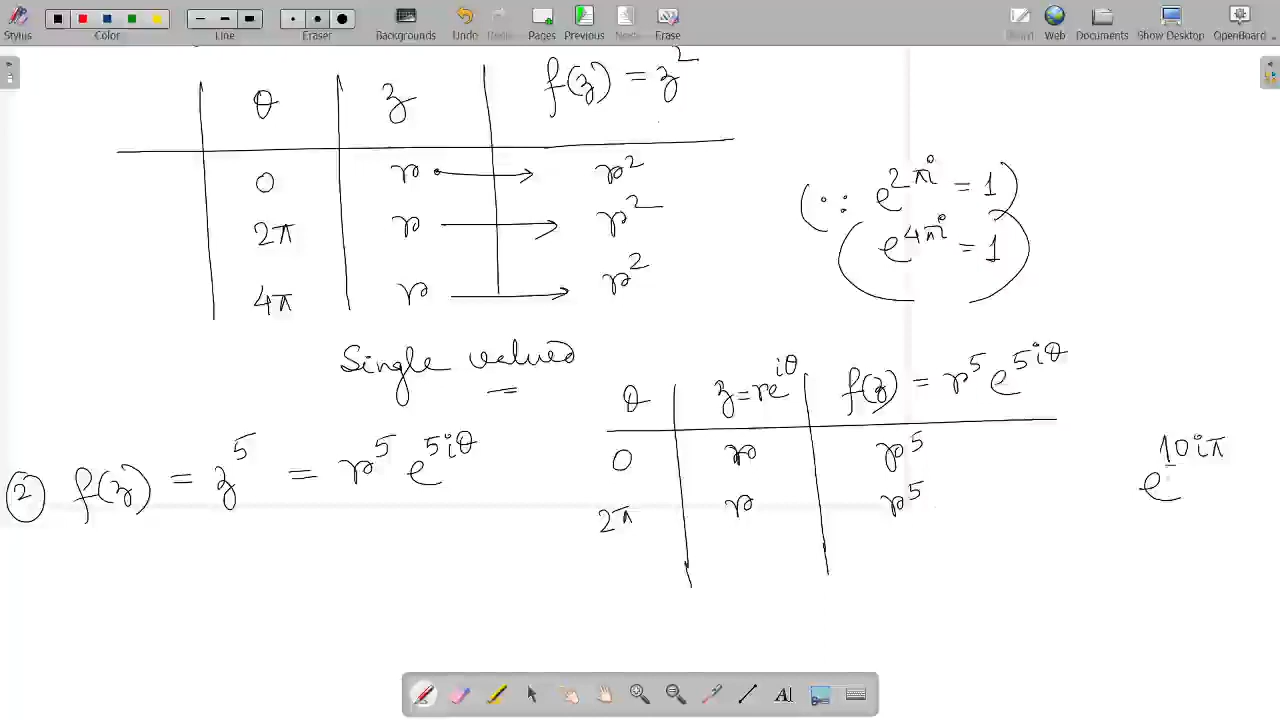 Stylus Color Line Eraser Backgrounds Undo Redo Pages Previous Next Erase Board Web Documents Show Desktop OpenBoard
θ z f(z) = z²
0 r → r²
2π r → r²
4π r → r²
(∵ e^{2πi} = 1)
(e^{4πi} = 1)
Single valued
② f(z) = z⁵ = r⁵ e^{5iθ}
θ z=re^{iθ} f(z) = r⁵ e^{5iθ}
0 r r⁵
2π r r⁵
e^{10iπ}
AI